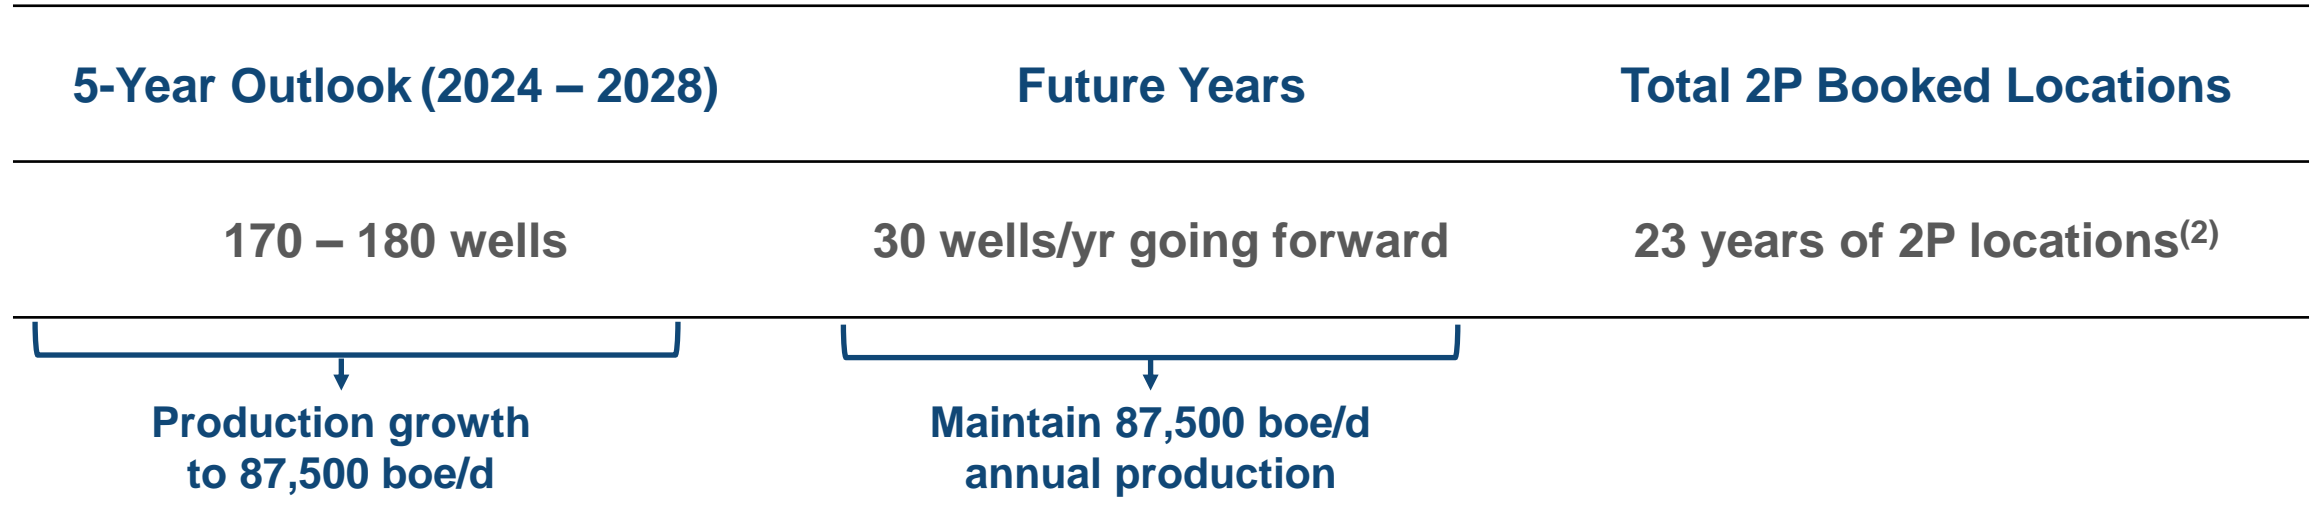 5-Year Outlook (2024 – 2028)
Future Years
Total 2P Booked Locations
170 – 180 wells
30 wells/yr going forward
23 years of 2P locations(2)
Production growth
to 87,500 boe/d
Maintain 87,500 boe/d
annual production